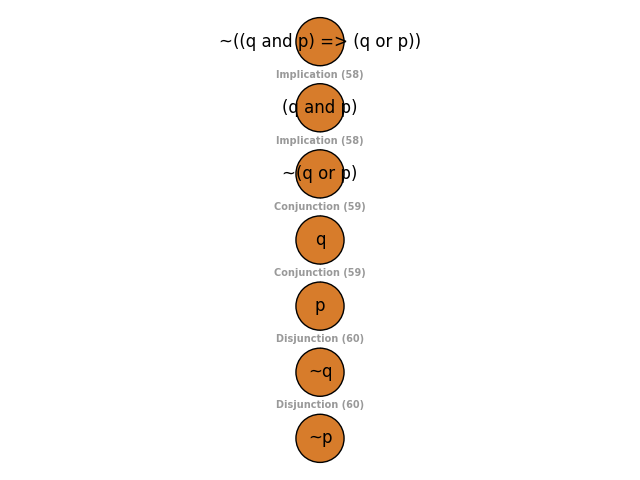 ~((q and p) => (q or p))
Implication (58)
(q and p)
Implication (58)
~(q or p)
Conjunction (59)
q
Conjunction (59)
p
Disjunction (60)
~q
Disjunction (60)
~p